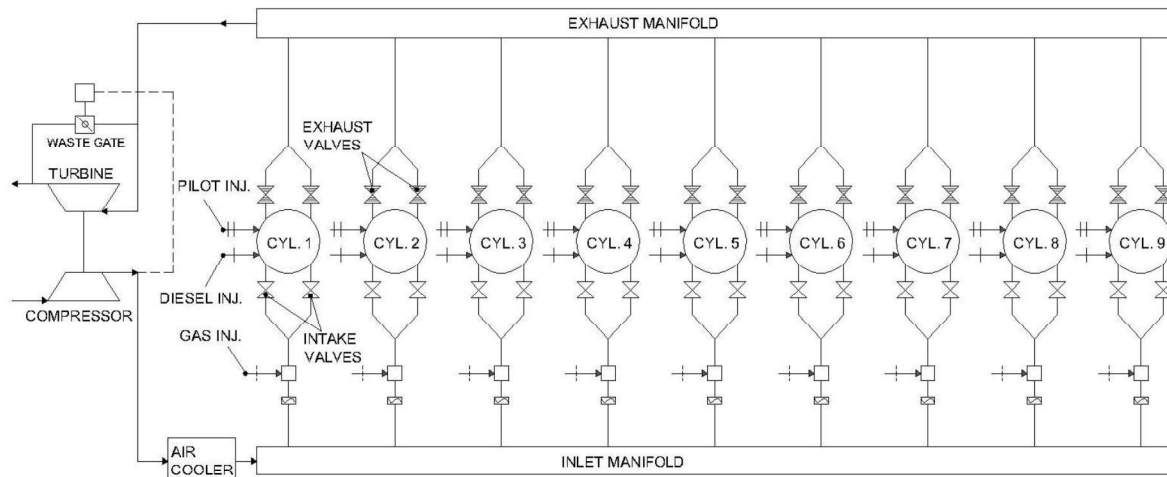 EXHAUST MANIFOLD
EXHAUST
VALVES
WASTE GATE
TURBINE
PILOT INJ.
CYL. 1
CYL. 2
CYL. 3
CYL. 4
CYL. 5
CYL. 6
CYL. 7
CYL. 8
CYL. 9
DIESEL INJ.
COMPRESSOR
GAS INJ.
INTAKE
VALVES
AIR
COOLER
INLET MANIFOLD